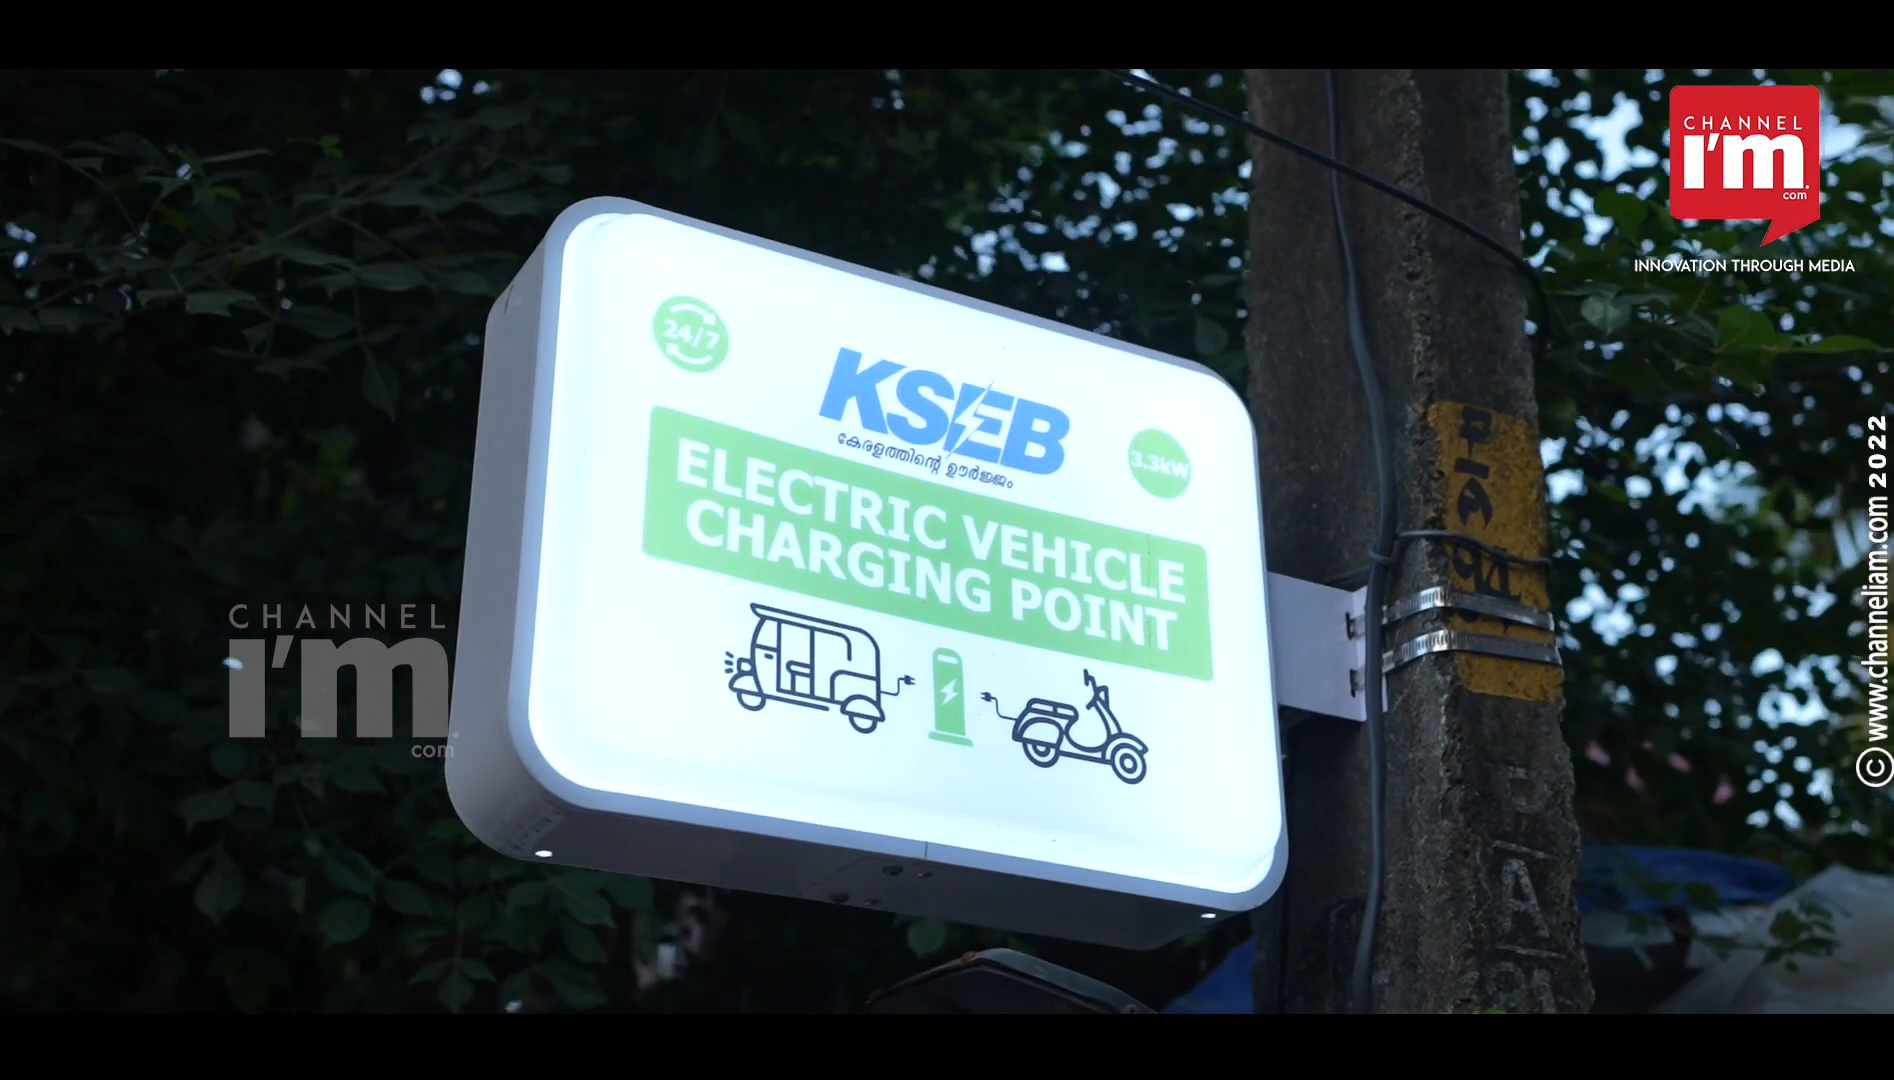 CHANNEL
i'm
.com
INNOVATION THROUGH MEDIA
24/7
KSEB
കേരളത്തിന്റെ ഊർജ്ജം
3.3kW
ELECTRIC VEHICLE
CHARGING POINT
CHANNEL
i'm
.com
© www.channeliam.com 2022